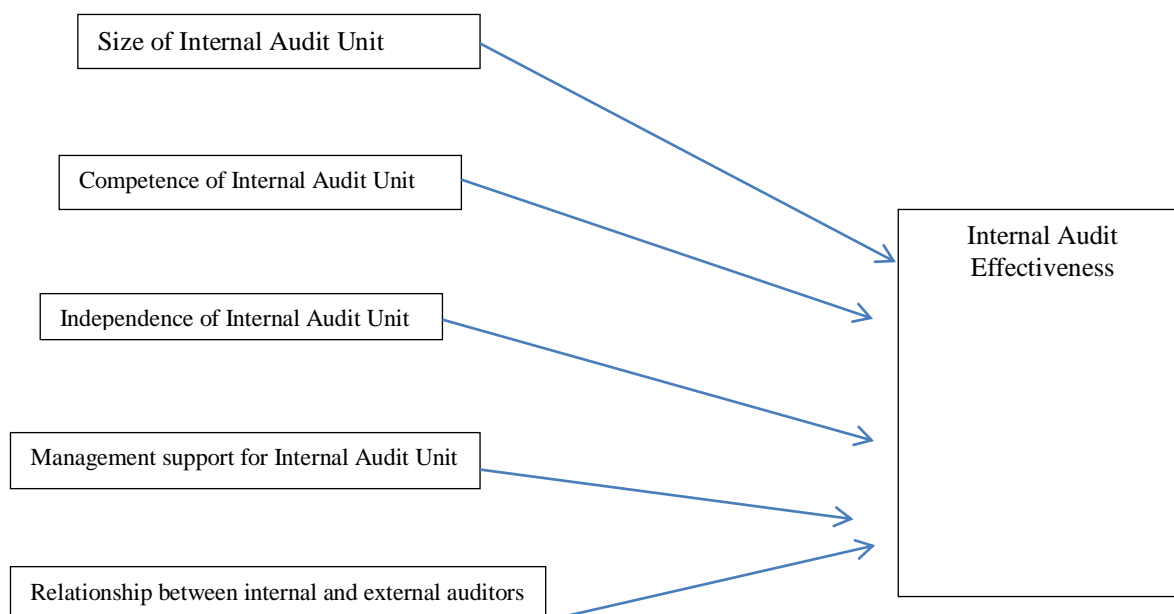 Size of Internal Audit Unit
Competence of Internal Audit Unit
Internal Audit
Effectiveness
Independence of Internal Audit Unit
Management support for Internal Audit Unit
Relationship between internal and external auditors